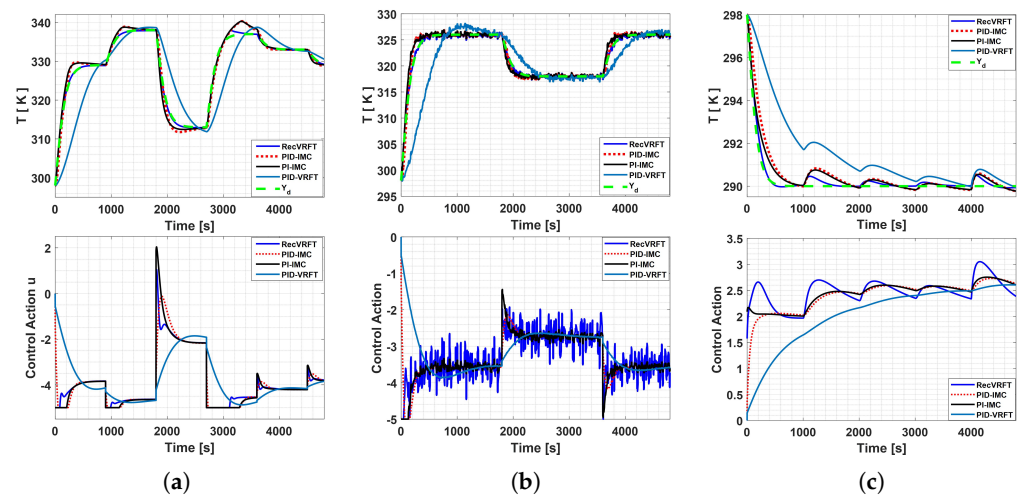 T [ K ]
340
330
320
310
300
0 1000 2000 3000 4000
Time [s]
RecVRFT
PID-IMC
PI-IMC
PID-VRFT
Yd
T [ K ]
330
325
320
315
310
305
300
295
0 1000 2000 3000 4000
Time [s]
RecVRFT
PID-IMC
PI-IMC
PID-VRFT
Yd
T [ K ]
298
296
294
292
290
0 1000 2000 3000 4000
Time [s]
RecVRFT
PID-IMC
PI-IMC
PID-VRFT
Yd
Control Action u
2
0
-2
-4
0 1000 2000 3000 4000
Time [s]
RecVRFT
PID-IMC
PI-IMC
PID-VRFT
Control Action
0
-1
-2
-3
-4
-5
0 1000 2000 3000 4000
Time [s]
RecVRFT
PID-IMC
PI-IMC
PID-VRFT
Control Action
3.5
3
2.5
2
1.5
1
0.5
0
0 1000 2000 3000 4000
Time [s]
RecVRFT
PID-IMC
PI-IMC
PID-VRFT
(a)
(b)
(c)